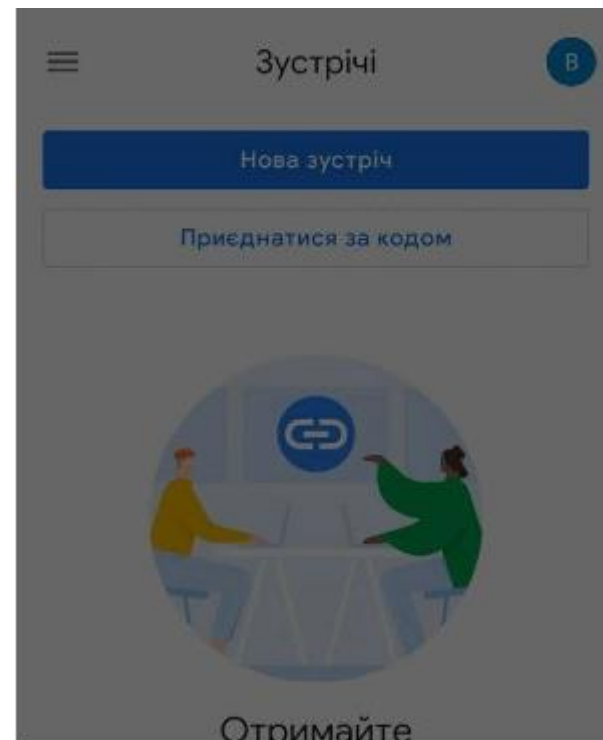 Зустрічі
В
Нова зустріч
Приєднатися за кодом
Отримайте